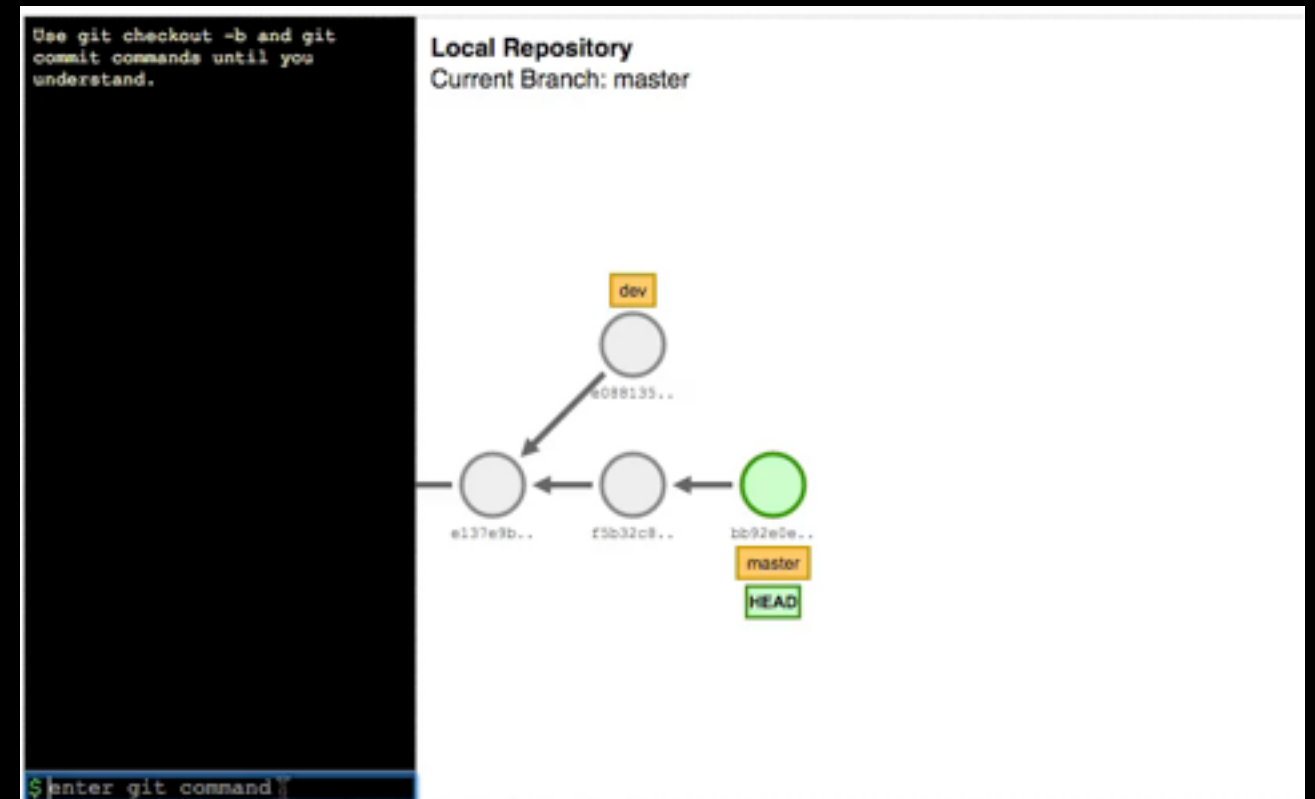 Use git checkout -b and git
commit commands until you
understand.
Local Repository
Current Branch: master
dev
e088135..
e137e9b..
f5b32c8..
bb92e0e..
master
HEAD
$ enter git command